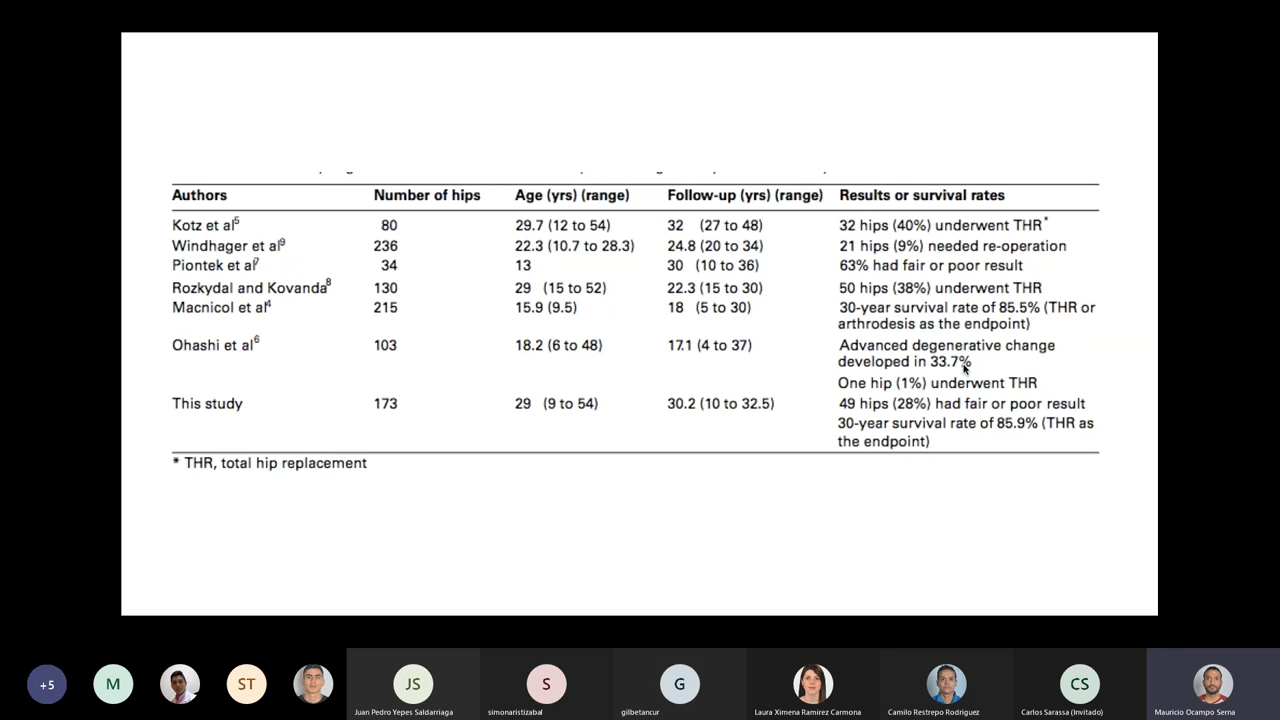 Authors Number of hips Age (yrs) (range) Follow-up (yrs) (range) Results or survival rates
Kotz et al5 80 29.7 (12 to 54) 32 (27 to 48) 32 hips (40%) underwent THR*
Windhager et al9 236 22.3 (10.7 to 28.3) 24.8 (20 to 34) 21 hips (9%) needed re-operation
Piontek et al7 34 13 30 (10 to 36) 63% had fair or poor result
Rozkydal and Kovanda8 130 29 (15 to 52) 22.3 (15 to 30) 50 hips (38%) underwent THR
Macnicol et al4 215 15.9 (9.5) 18 (5 to 30) 30-year survival rate of 85.5% (THR or
arthrodesis as the endpoint)
Ohashi et al6 103 18.2 (6 to 48) 17.1 (4 to 37) Advanced degenerative change
developed in 33.7%
One hip (1%) underwent THR
This study 173 29 (9 to 54) 30.2 (10 to 32.5) 49 hips (28%) had fair or poor result
30-year survival rate of 85.9% (THR as
the endpoint)
* THR, total hip replacement
+5 M ST JS S G CS
Juan Pedro Yepes Saldarriaga simonaristizabal gilbetancur Laura Ximena Ramirez Carmona Camilo Restrepo Rodriguez Carlos Sarassa (Invitado) Mauricio Ocampo Serna